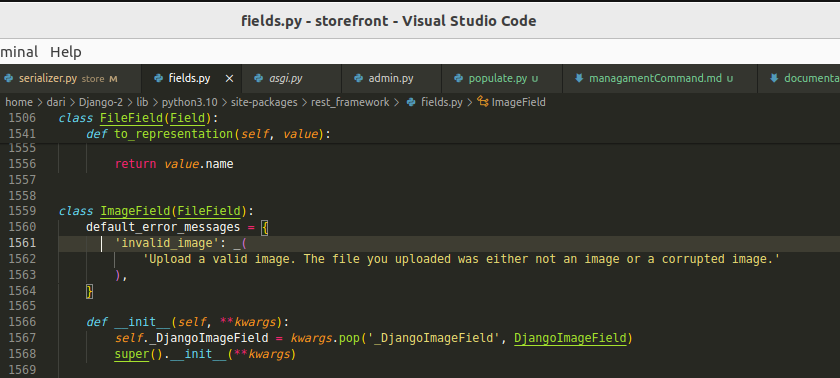 fields.py - storefront - Visual Studio Code
minal Help
serializer.py store M fields.py × asgi.py admin.py populate.py U managamentCommand.md U documenta
home > dari > Django-2 > lib > python3.10 > site-packages > rest_framework > fields.py > ImageField
1506 class FileField(Field):
1541 def to_representation(self, value):
1555
1556 return value.name
1557
1558
1559 class ImageField(FileField):
1560 default_error_messages = {
1561 'invalid_image': _(
1562 'Upload a valid image. The file you uploaded was either not an image or a corrupted image.'
1563 ),
1564 }
1565
1566 def __init__(self, **kwargs):
1567 self._DjangoImageField = kwargs.pop('_DjangoImageField', DjangoImageField)
1568 super().__init__(**kwargs)
1569